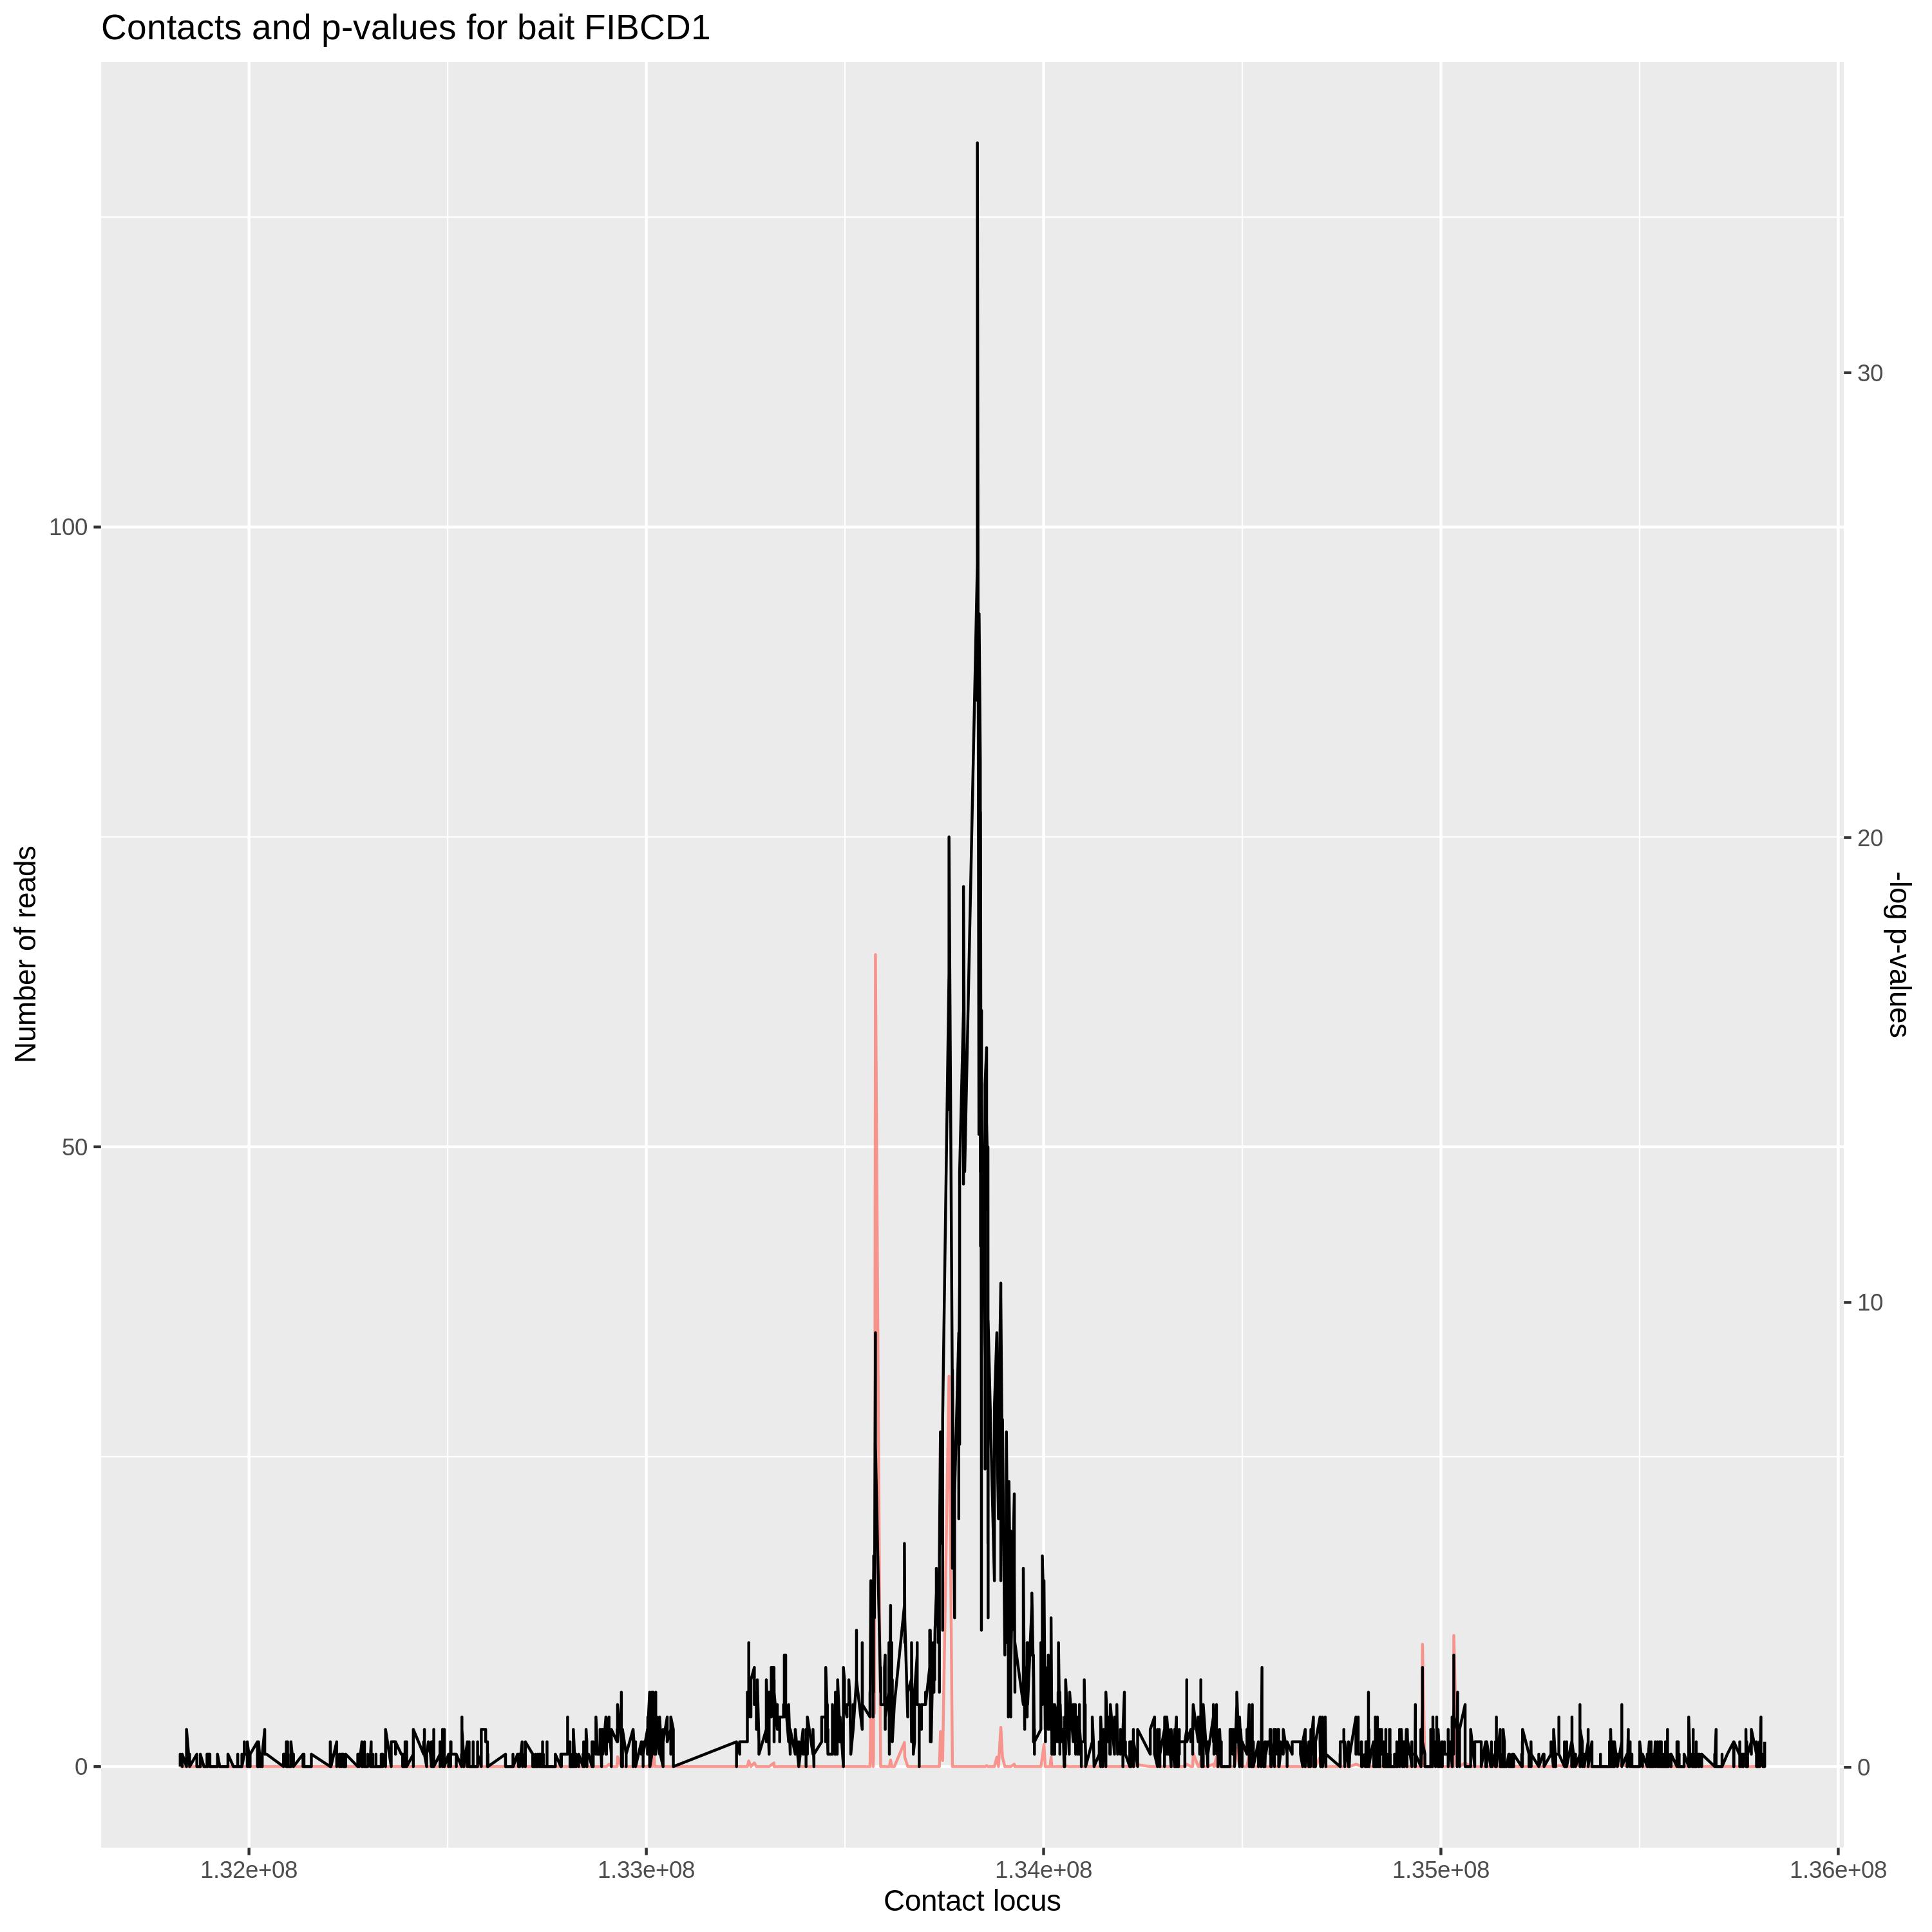 Contacts and p-values for bait FIBCD1
Number of reads
100
50
0
30
20
10
0
-log p-values
1.32e+08
1.33e+08
1.34e+08
1.35e+08
1.36e+08
Contact locus